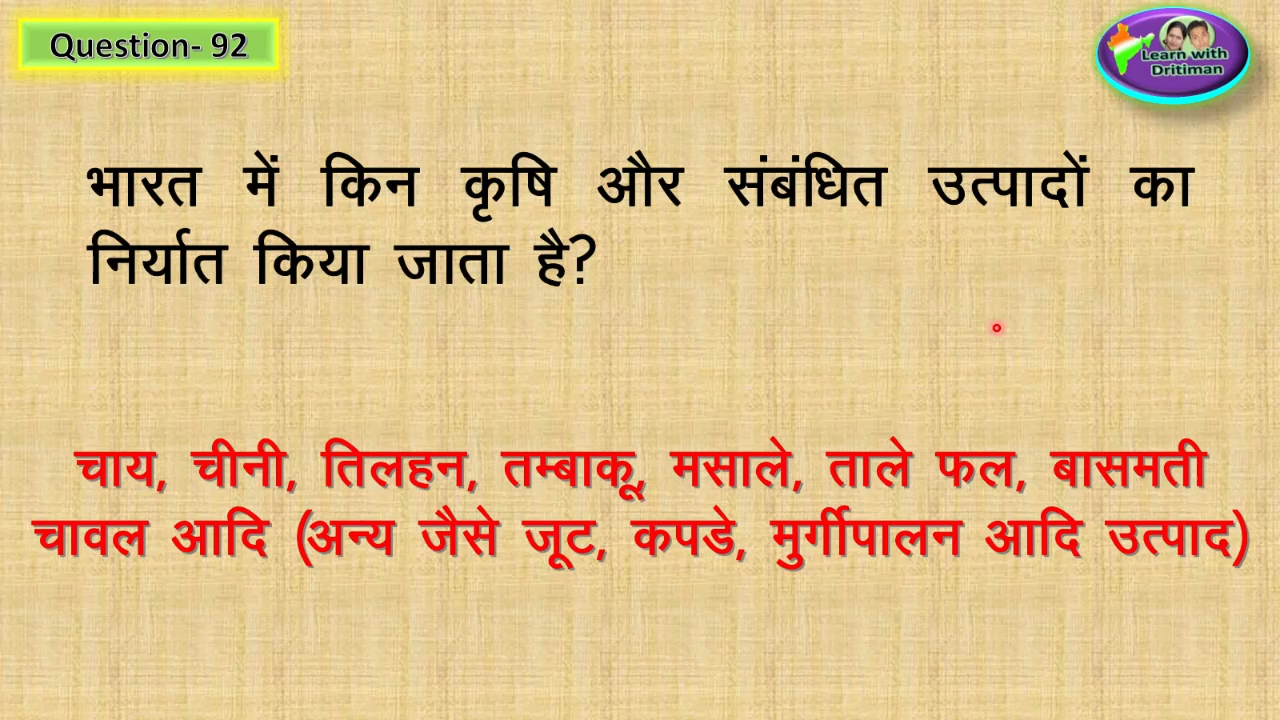 Question- 92
Learn with
Dritiman
भारत में किन कृषि और संबंधित उत्पादों का
निर्यात किया जाता है?
चाय, चीनी, तिलहन, तम्बाकू, मसाले, ताले फल, बासमती
चावल आदि (अन्य जैसे जूट, कपडे, मुर्गीपालन आदि उत्पाद)